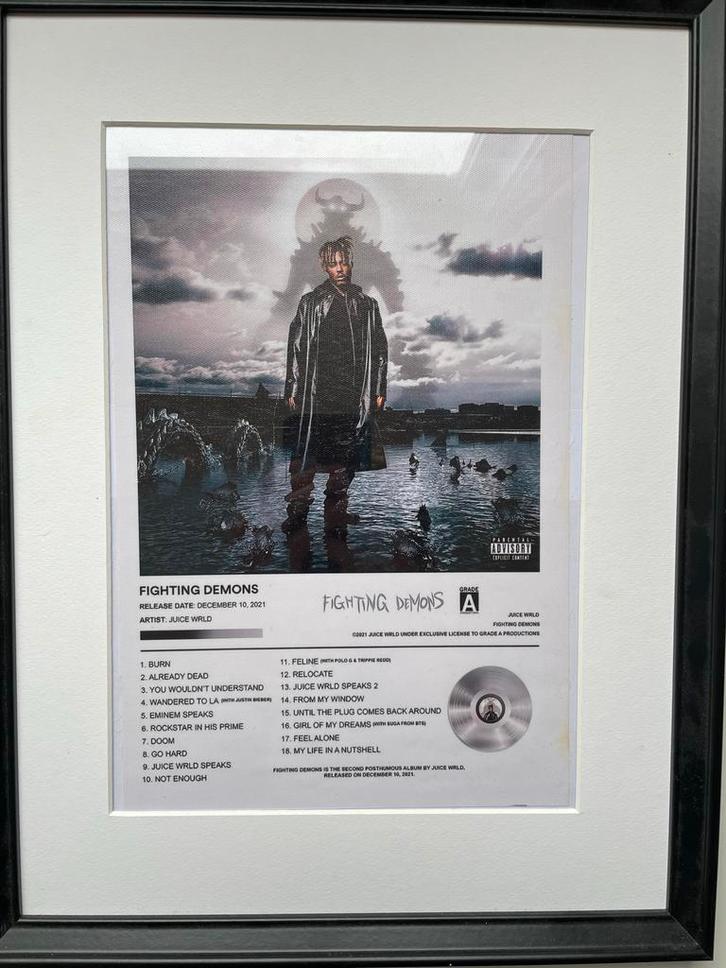 PARENTAL
ADVISORY
EXPLICIT CONTENT
FIGHTING DEMONS
RELEASE DATE: DECEMBER 10, 2021
ARTIST: JUICE WRLD
FIGHTING DEMONS
GRADE
A
JUICE WRLD
FIGHTING DEMONS
©2021 JUICE WRLD UNDER EXCLUSIVE LICENSE TO GRADE A PRODUCTIONS
1. BURN
2. ALREADY DEAD
3. YOU WOULDN'T UNDERSTAND
4. WANDERED TO LA (WITH JUSTIN BIEBER)
5. EMINEM SPEAKS
6. ROCKSTAR IN HIS PRIME
7. DOOM
8. GO HARD
9. JUICE WRLD SPEAKS
10. NOT ENOUGH
11. FELINE (WITH POLO G & TRIPPIE REDD)
12. RELOCATE
13. JUICE WRLD SPEAKS 2
14. FROM MY WINDOW
15. UNTIL THE PLUG COMES BACK AROUND
16. GIRL OF MY DREAMS (WITH SUGA FROM BTS)
17. FEEL ALONE
18. MY LIFE IN A NUTSHELL
FIGHTING DEMONS IS THE SECOND POSTHUMOUS ALBUM BY JUICE WRLD,
RELEASED ON DECEMBER 10, 2021.